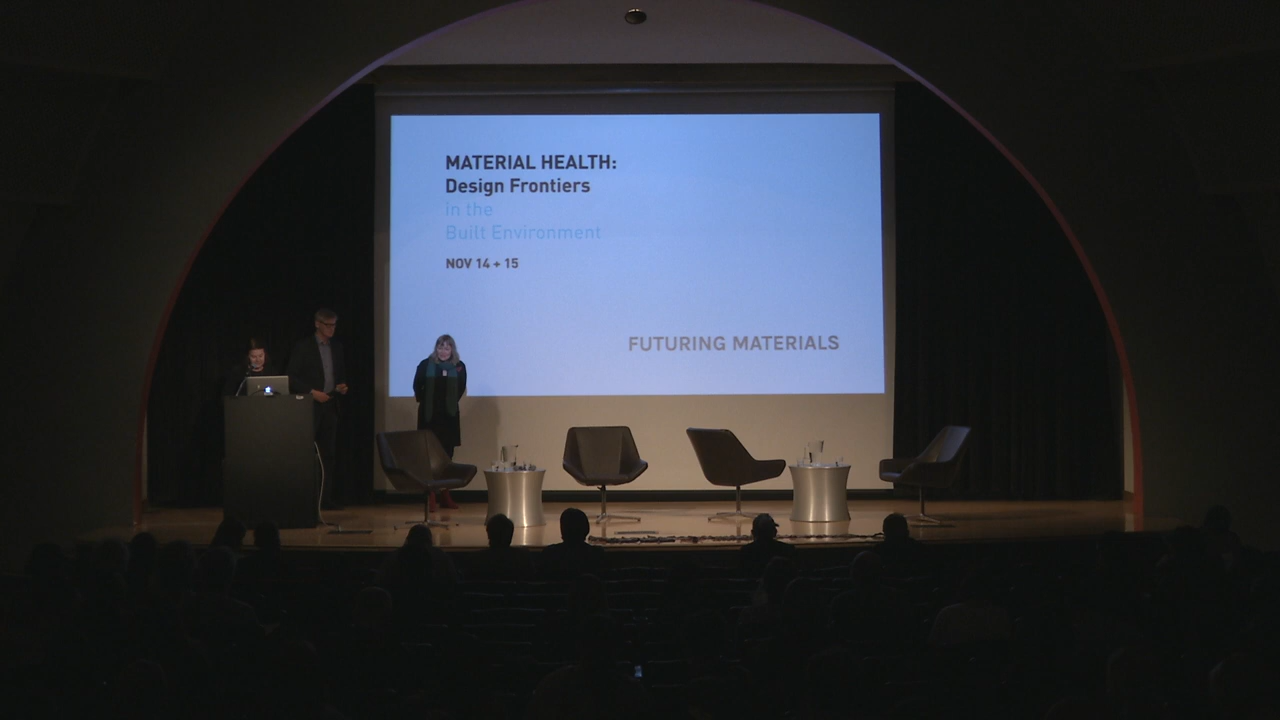 MATERIAL HEALTH:
Design Frontiers
in the
Built Environment
NOV 14 + 15
FUTURING MATERIALS